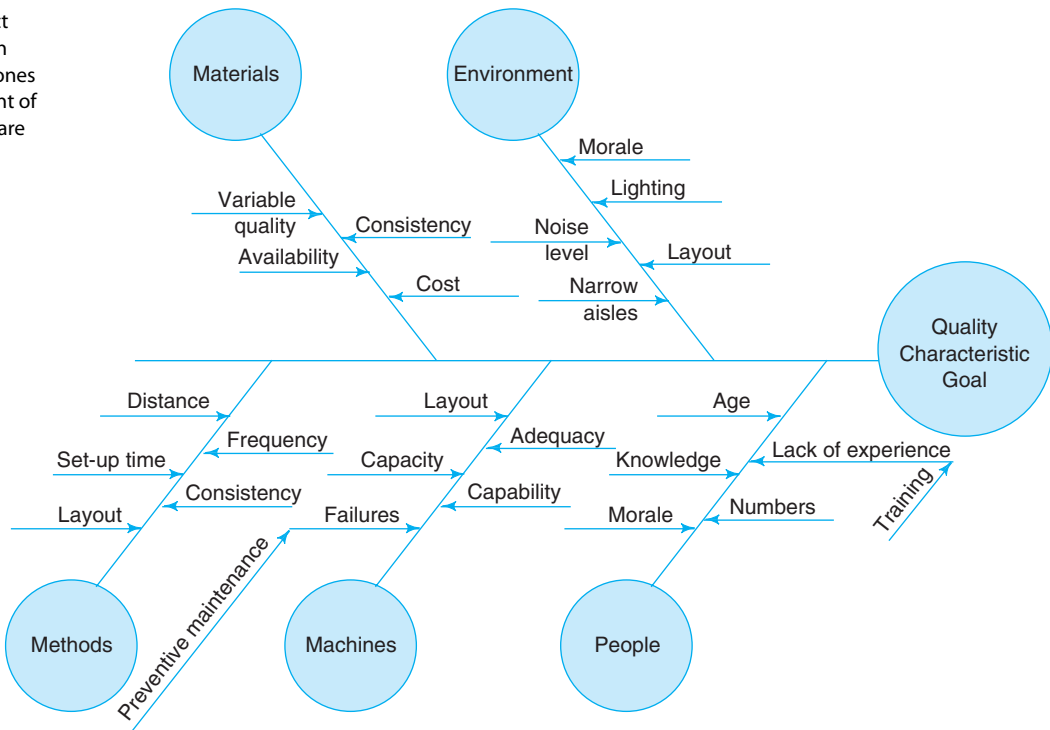 Materials
Environment
Morale
Lighting
Variable
quality
Consistency
Noise
level
Availability
Layout
Cost
Narrow
aisles
Quality
Characteristic
Goal
Distance
Layout
Age
Frequency
Adequacy
Lack of experience
Set-up time
Capacity
Knowledge
Consistency
Capability
Numbers
Training
Layout
Failures
Morale
Preventive maintenance
Methods
Machines
People